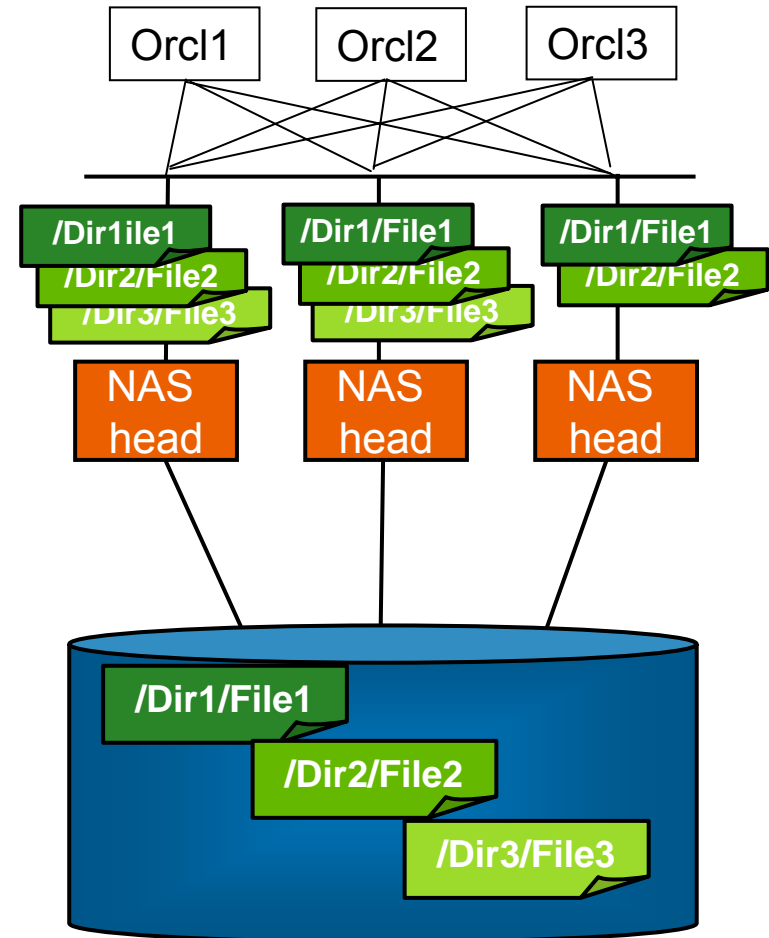 Orcl1 Orcl2 Orcl3
/Dir1ile1 /Dir1/File1 /Dir1/File1
/Dir2/File2 /Dir2/File2 /Dir2/File2
/Dir3/File3 /Dir3/File3
NAS NAS NAS
head head head
/Dir1/File1
/Dir2/File2
/Dir3/File3